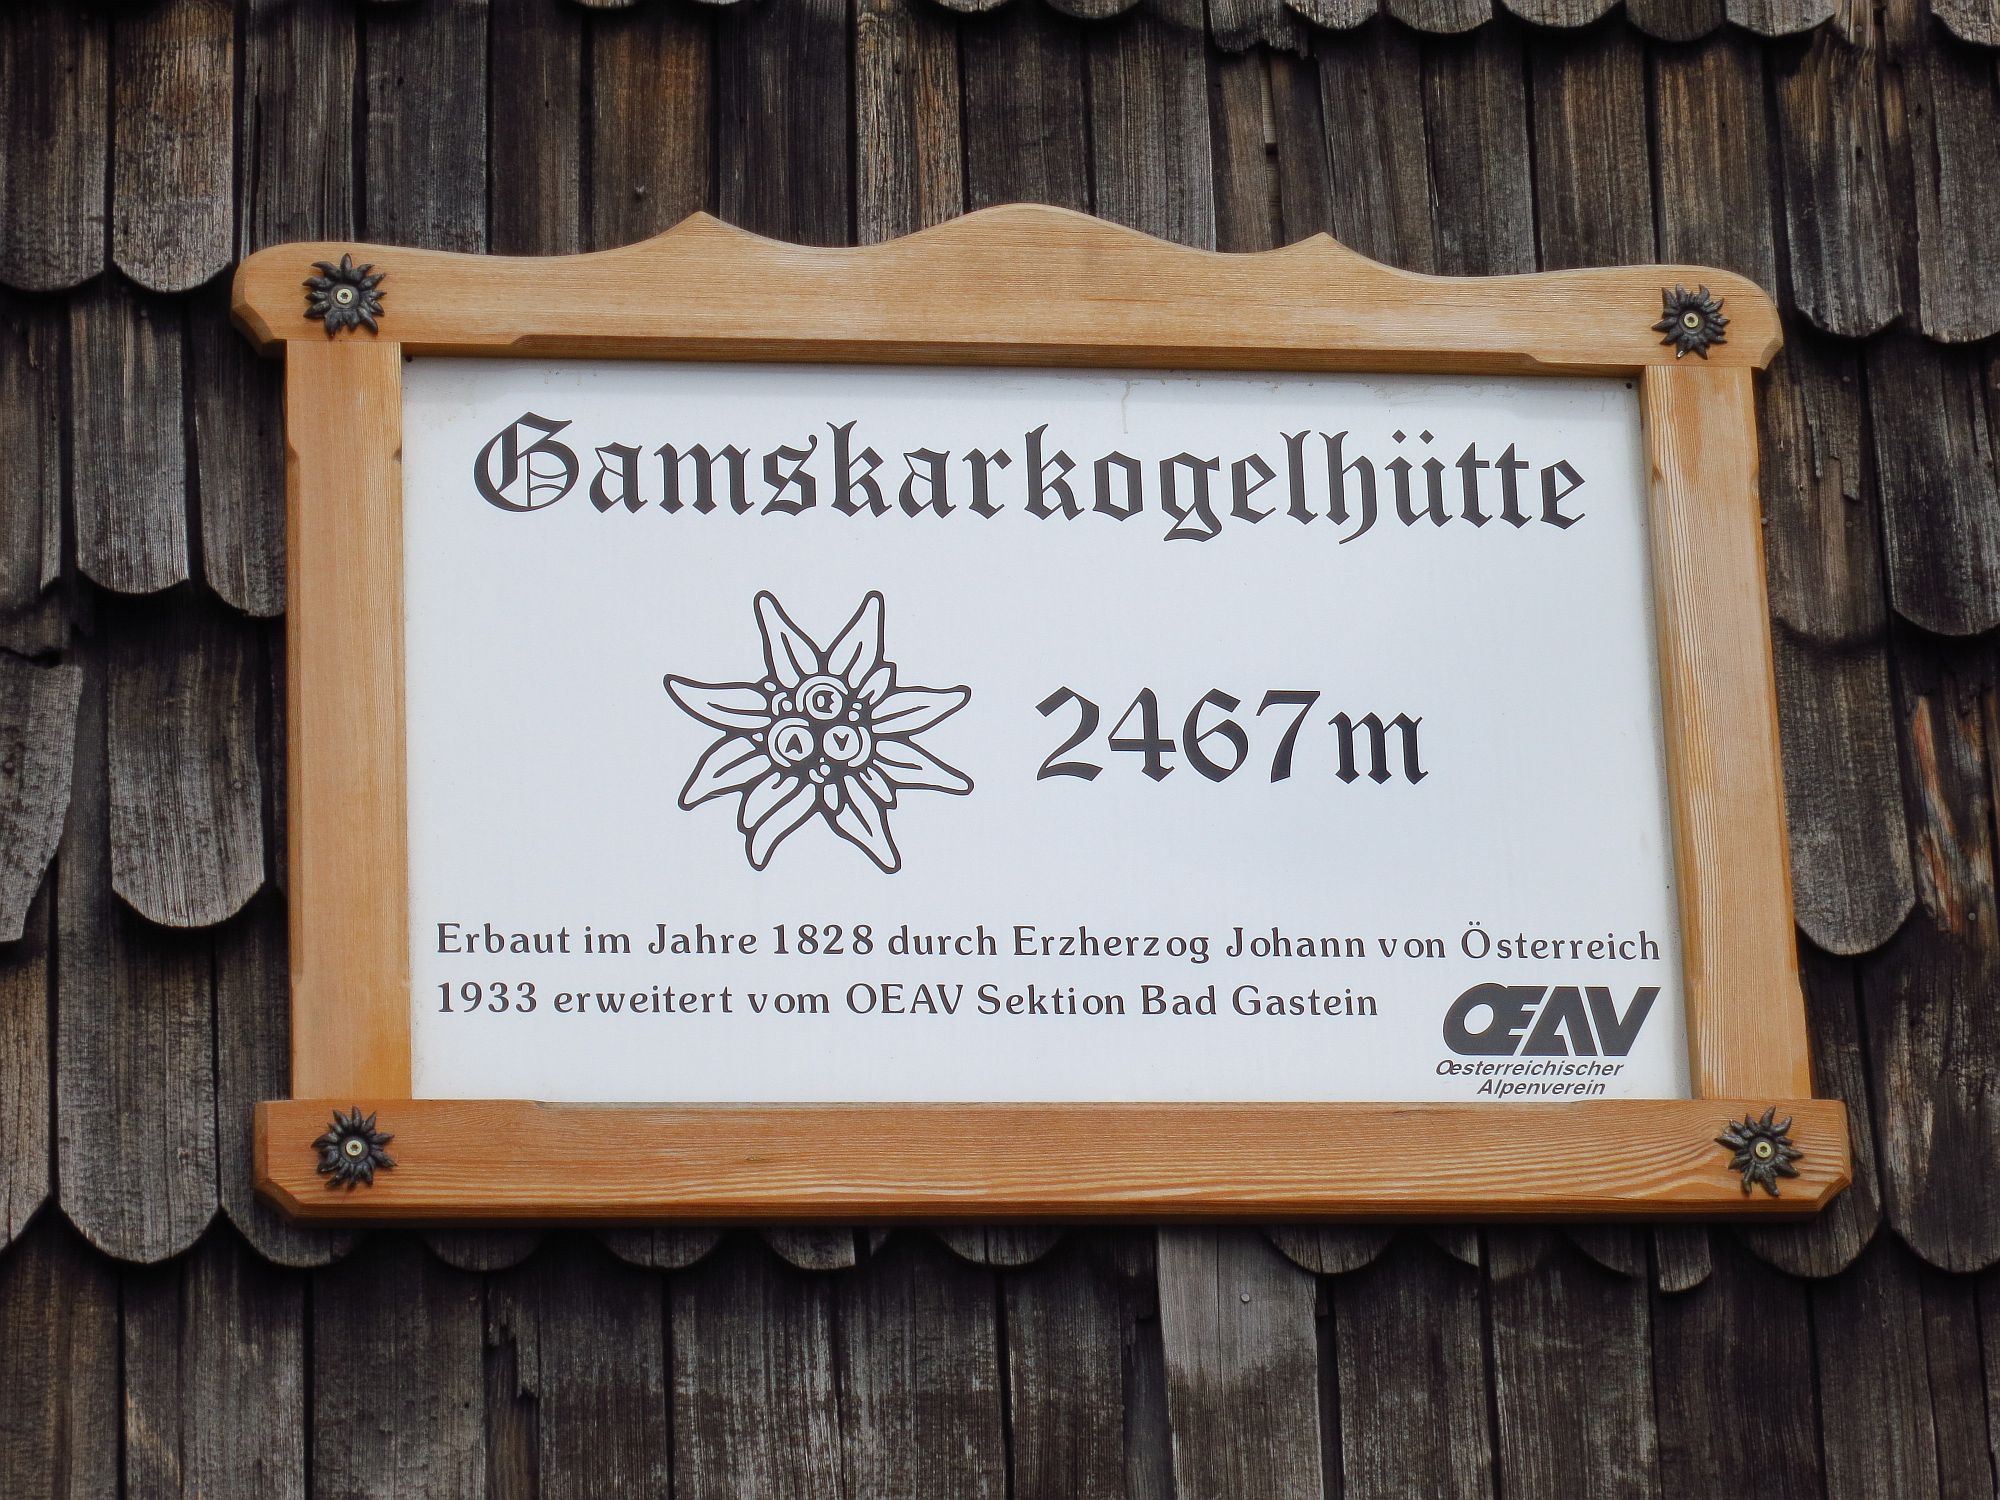 Gamskarkogelhütte
OE
A V
2467m
Erbaut im Jahre 1828 durch Erzherzog Johann von Österreich
1933 erweitert vom OEAV Sektion Bad Gastein
OEAV
Oesterreichischer
Alpenverein